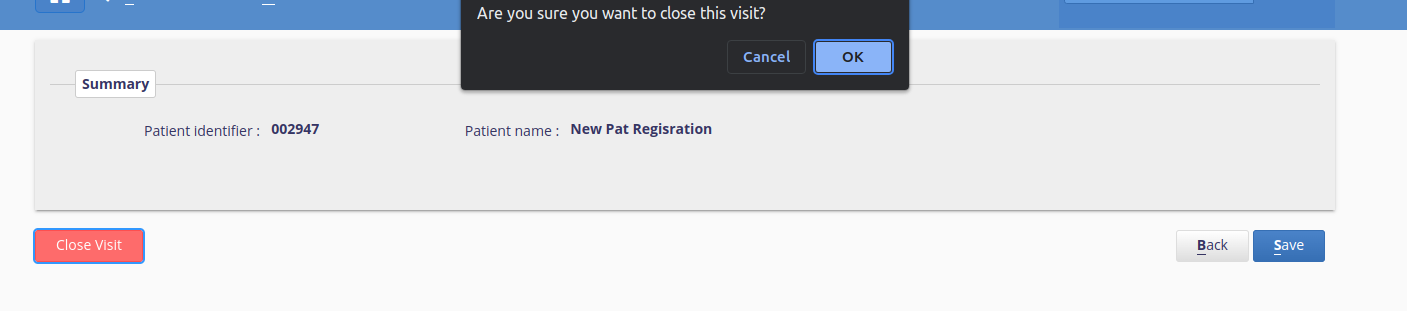 Are you sure you want to close this visit?
Cancel OK
Summary
Patient identifier : 002947 Patient name : New Pat Regisration
Close Visit Back Save